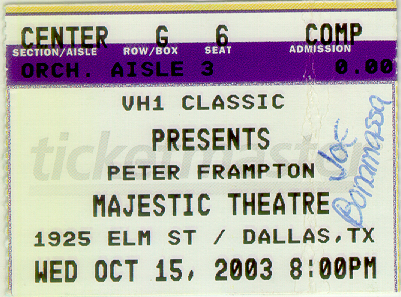 CENTER G 6 COMP
SECTION/AISLE ROW/BOX SEAT ADMISSION
ORCH. AISLE 3 0.00
VH1 CLASSIC
PRESENTS
ticketmaster
PETER FRAMPTON
MAJESTIC THEATRE
1925 ELM ST / DALLAS,TX
WED OCT 15, 2003 8:00PM
Joe
Bonamassa